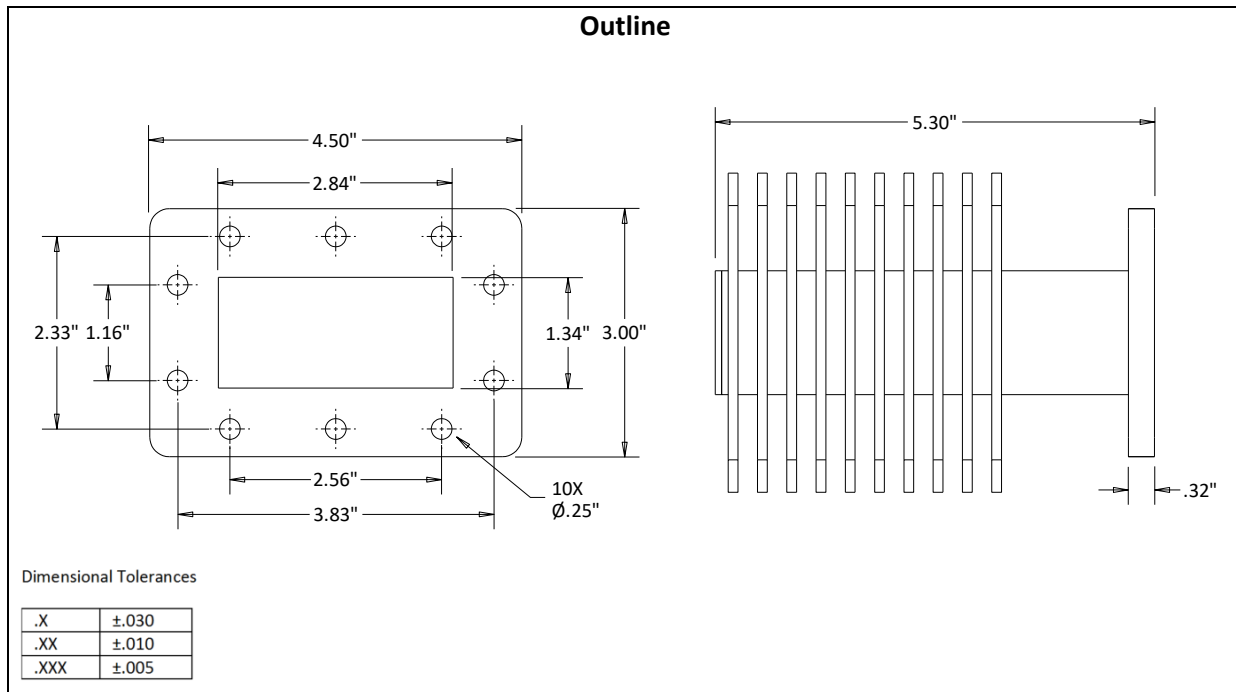 Outline
4.50"
2.84"
2.33"
1.16"
1.34"
3.00"
2.56"
3.83"
10X
Ø.25"
5.30"
.32"
Dimensional Tolerances
.X ±.030
.XX ±.010
.XXX ±.005